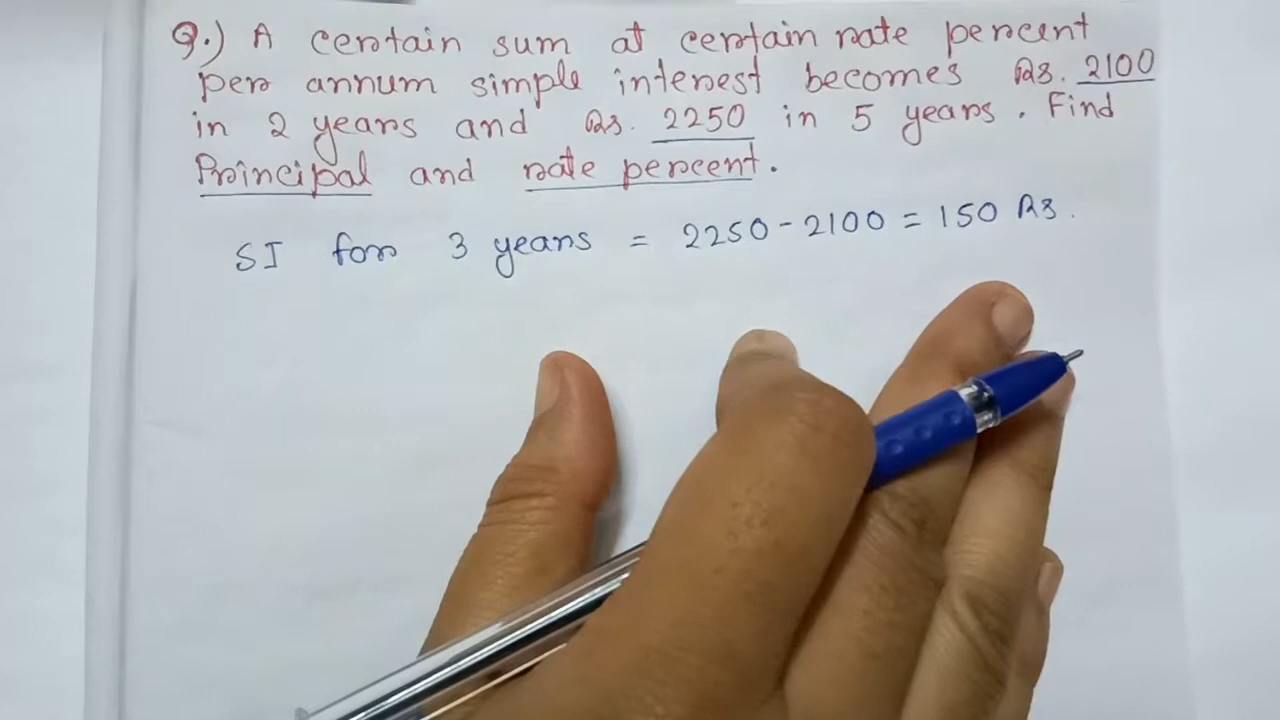 Q.) A certain sum at certain rate percent
per annum simple interest becomes Rs. 2100
in 2 years and Rs. 2250 in 5 years. Find
Principal and rate percent.
SI for 3 years = 2250 - 2100 = 150 Rs.